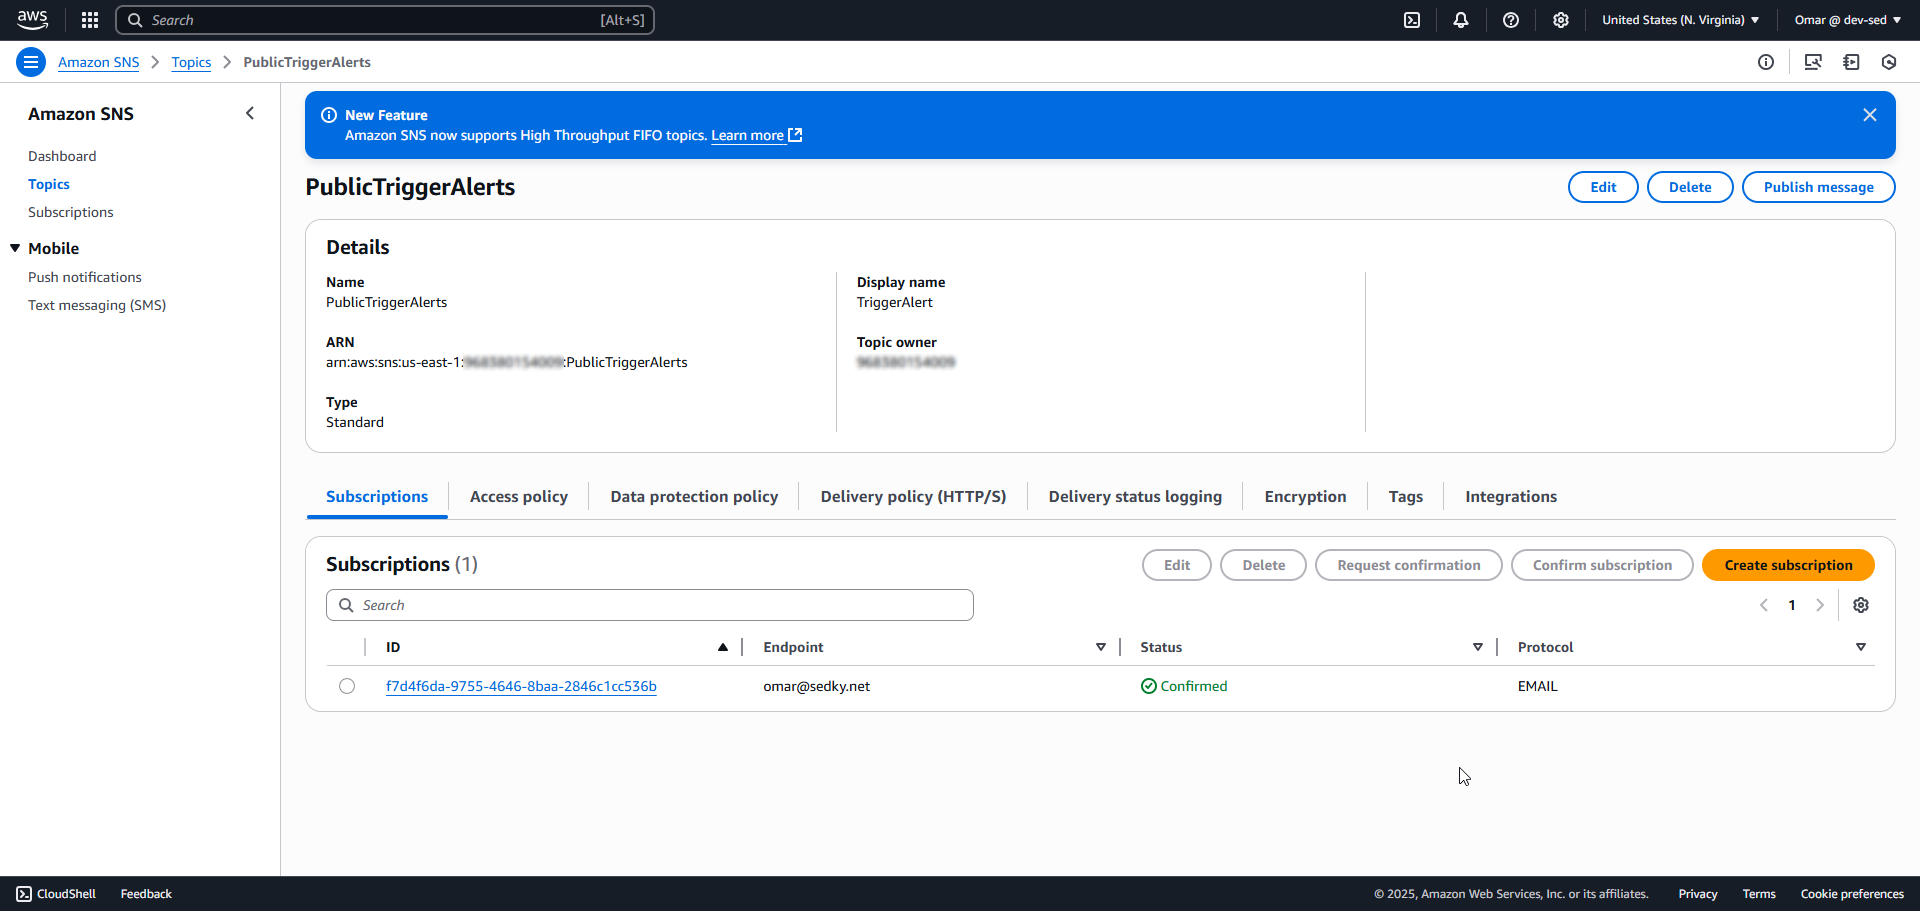 aws
Search [Alt+S]
United States (N. Virginia)
Omar @ dev-sed
Amazon SNS
Topics
PublicTriggerAlerts
Amazon SNS
Dashboard
Topics
Subscriptions
Mobile
Push notifications
Text messaging (SMS)
New Feature
Amazon SNS now supports High Throughput FIFO topics. Learn more
PublicTriggerAlerts
Edit
Delete
Publish message
Details
Name
PublicTriggerAlerts
ARN
arn:aws:sns:us-east-1: :PublicTriggerAlerts
Type
Standard
Display name
TriggerAlert
Topic owner
Subscriptions
Access policy
Data protection policy
Delivery policy (HTTP/S)
Delivery status logging
Encryption
Tags
Integrations
Subscriptions (1)
Edit
Delete
Request confirmation
Confirm subscription
Create subscription
Search
1
ID
Endpoint
Status
Protocol
f7d4f6da-9755-4646-8baa-2846c1cc536b
omar@sedky.net
Confirmed
EMAIL
CloudShell
Feedback
© 2025, Amazon Web Services, Inc. or its affiliates.
Privacy
Terms
Cookie preferences